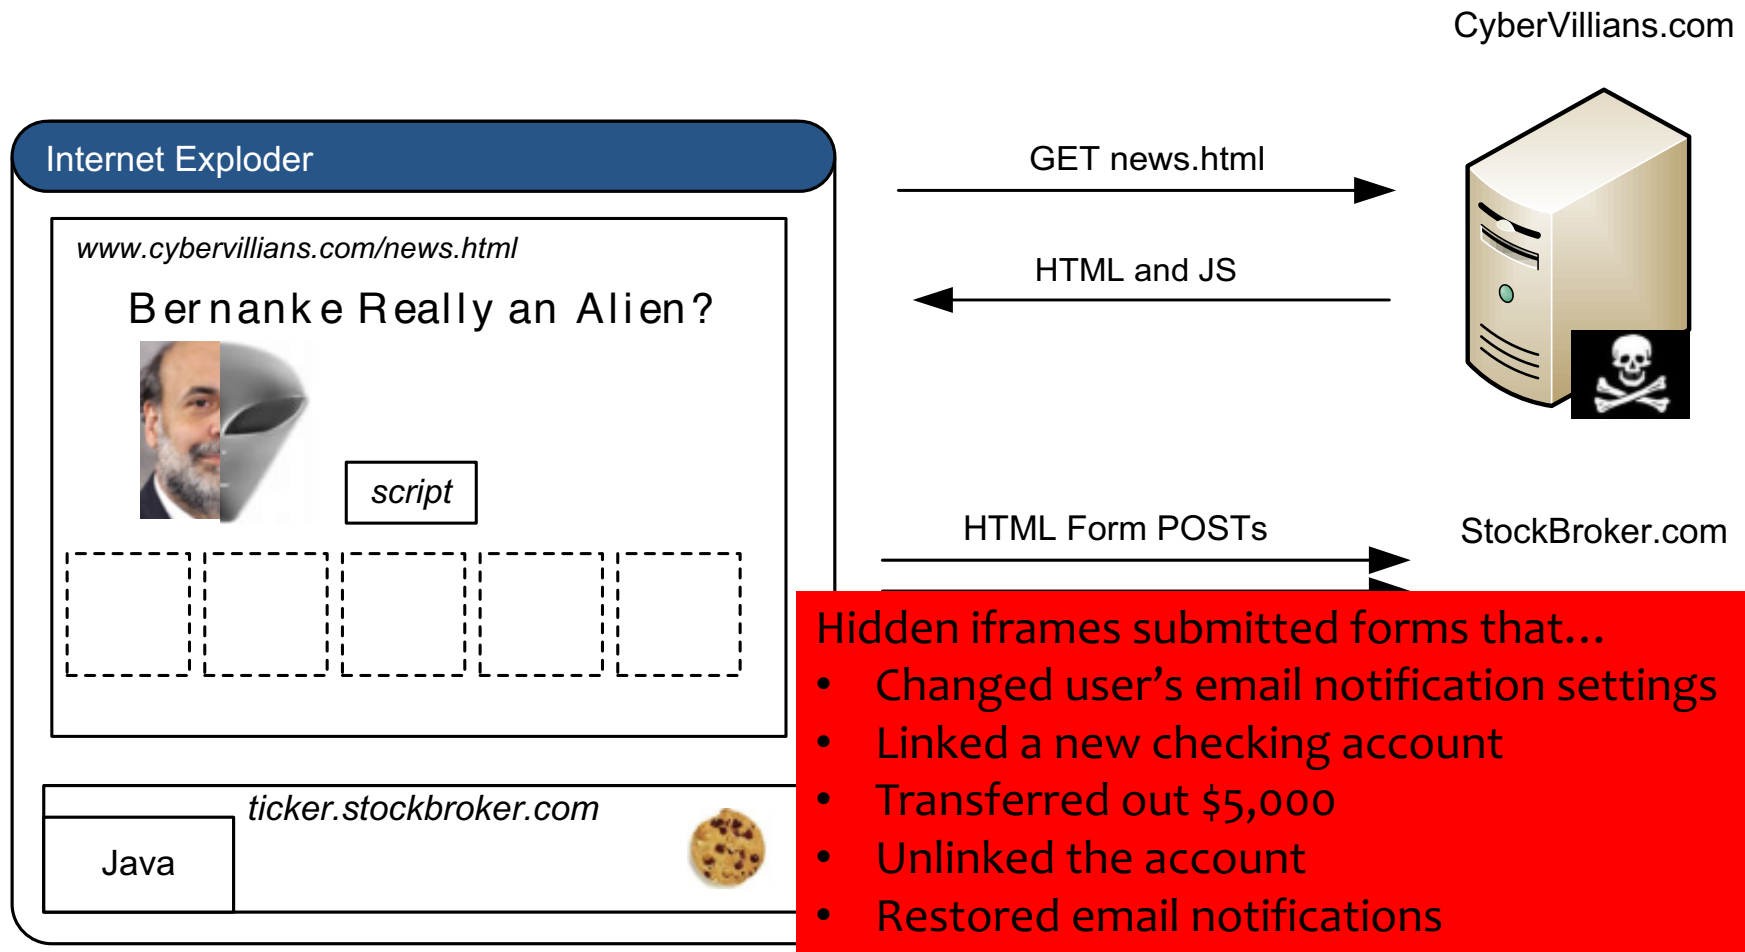 CyberVillians.com
Internet Exploder
GET news.html
www.cybervillians.com/news.html
HTML and JS
Bernanke Really an Alien?
script
HTML Form POSTs
StockBroker.com
Hidden iframes submitted forms that…
• Changed user’s email notification settings
• Linked a new checking account
• Transferred out $5,000
• Unlinked the account
• Restored email notifications
ticker.stockbroker.com
Java